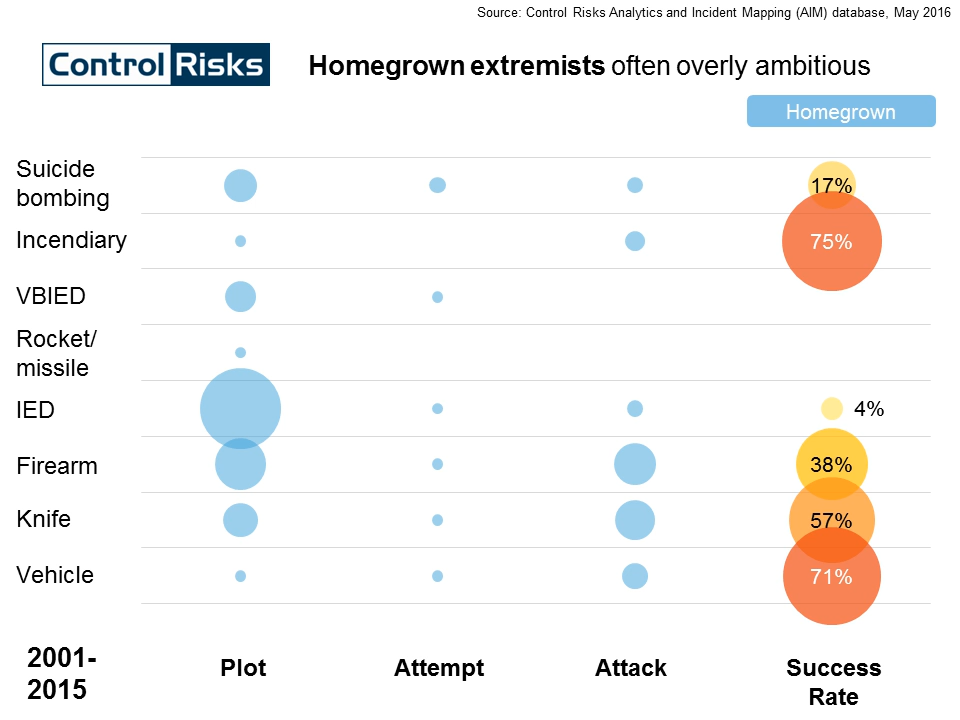 Source: Control Risks Analytics and Incident Mapping (AIM) database, May 2016
Control Risks
Homegrown extremists often overly ambitious
Homegrown
Suicide
bombing
17%
Incendiary
75%
VBIED
Rocket/
missile
IED
4%
Firearm
38%
Knife
57%
Vehicle
71%
2001-
2015
Plot
Attempt
Attack
Success
Rate